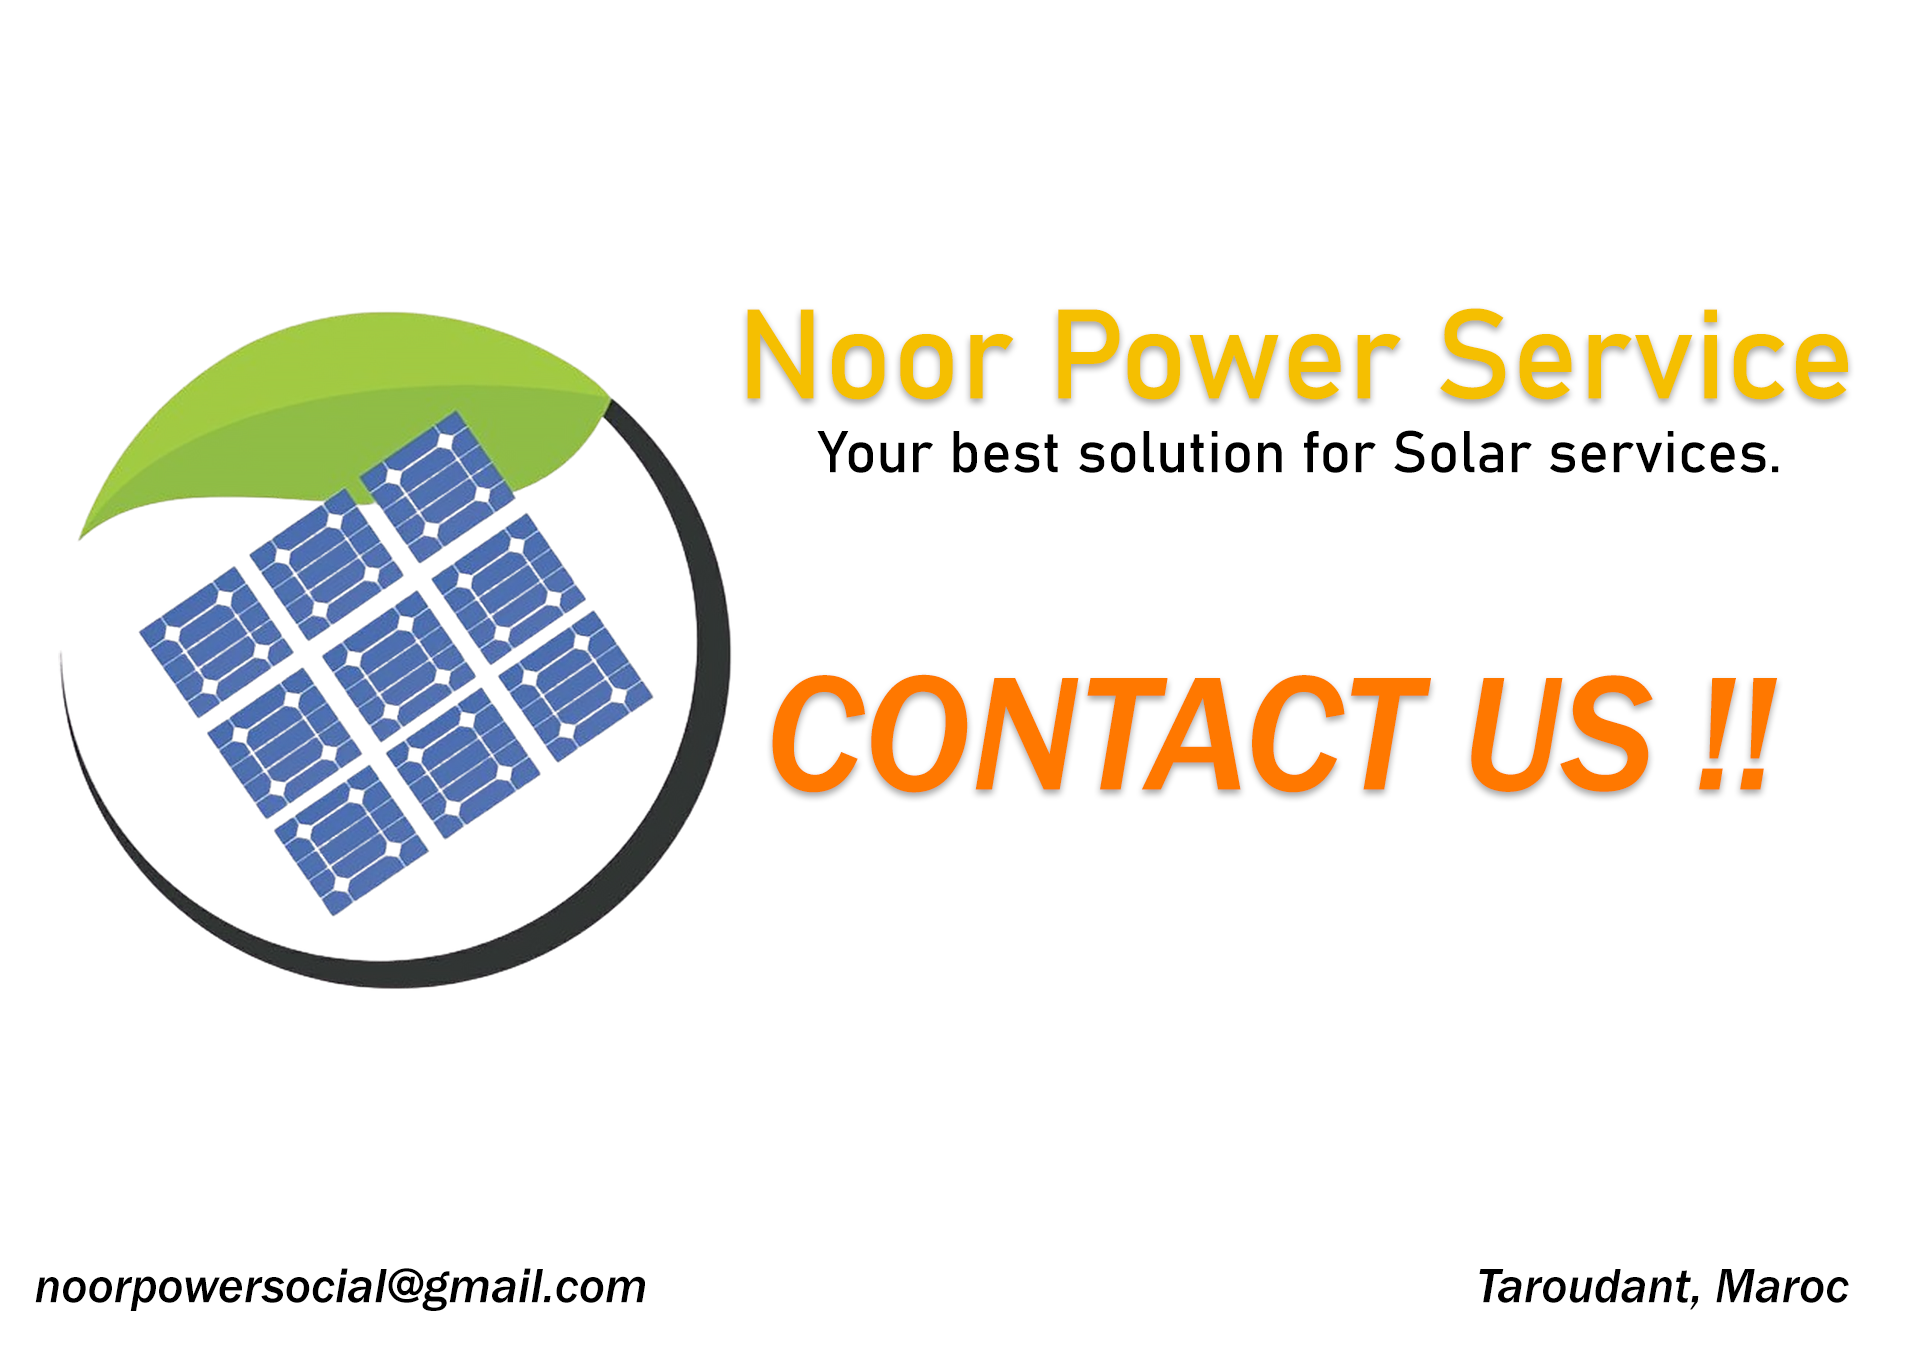 Noor Power Service
Your best solution for Solar services.
CONTACT US !!
noorpowersocial@gmail.com
Taroudant, Maroc